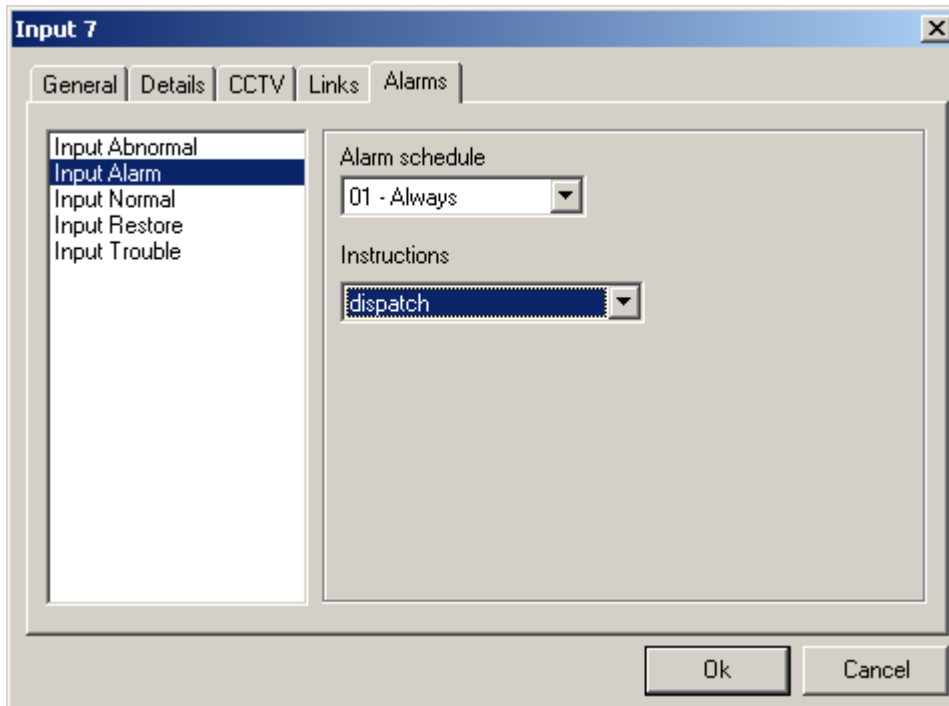 Input 7
General Details CCTV Links Alarms
Input Abnormal
Input Alarm
Input Normal
Input Restore
Input Trouble
Alarm schedule
01 - Always
Instructions
dispatch
Ok Cancel